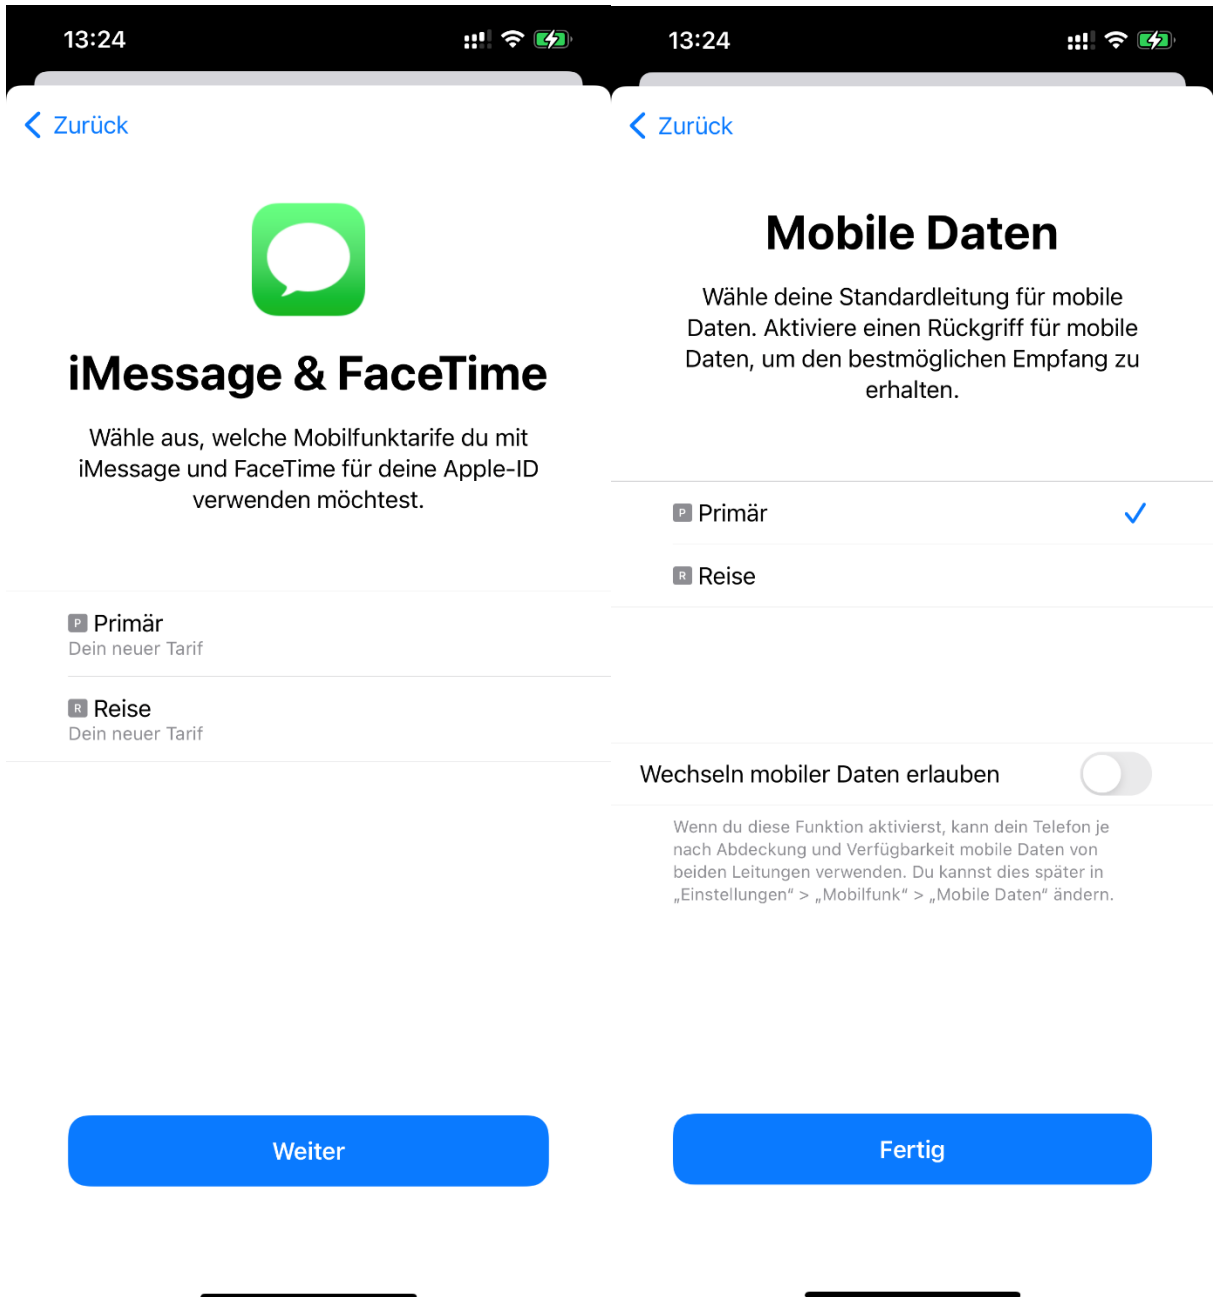 13:24
Zurück
iMessage & FaceTime
Wähle aus, welche Mobilfunktarife du mit
iMessage und FaceTime für deine Apple-ID
verwenden möchtest.
P Primär
Dein neuer Tarif
R Reise
Dein neuer Tarif
Weiter
13:24
Zurück
Mobile Daten
Wähle deine Standardleitung für mobile
Daten. Aktiviere einen Rückgriff für mobile
Daten, um den bestmöglichen Empfang zu
erhalten.
P Primär
R Reise
Wechseln mobiler Daten erlauben
Wenn du diese Funktion aktivierst, kann dein Telefon je
nach Abdeckung und Verfügbarkeit mobile Daten von
beiden Leitungen verwenden. Du kannst dies später in
„Einstellungen“ > „Mobilfunk“ > „Mobile Daten“ ändern.
Fertig